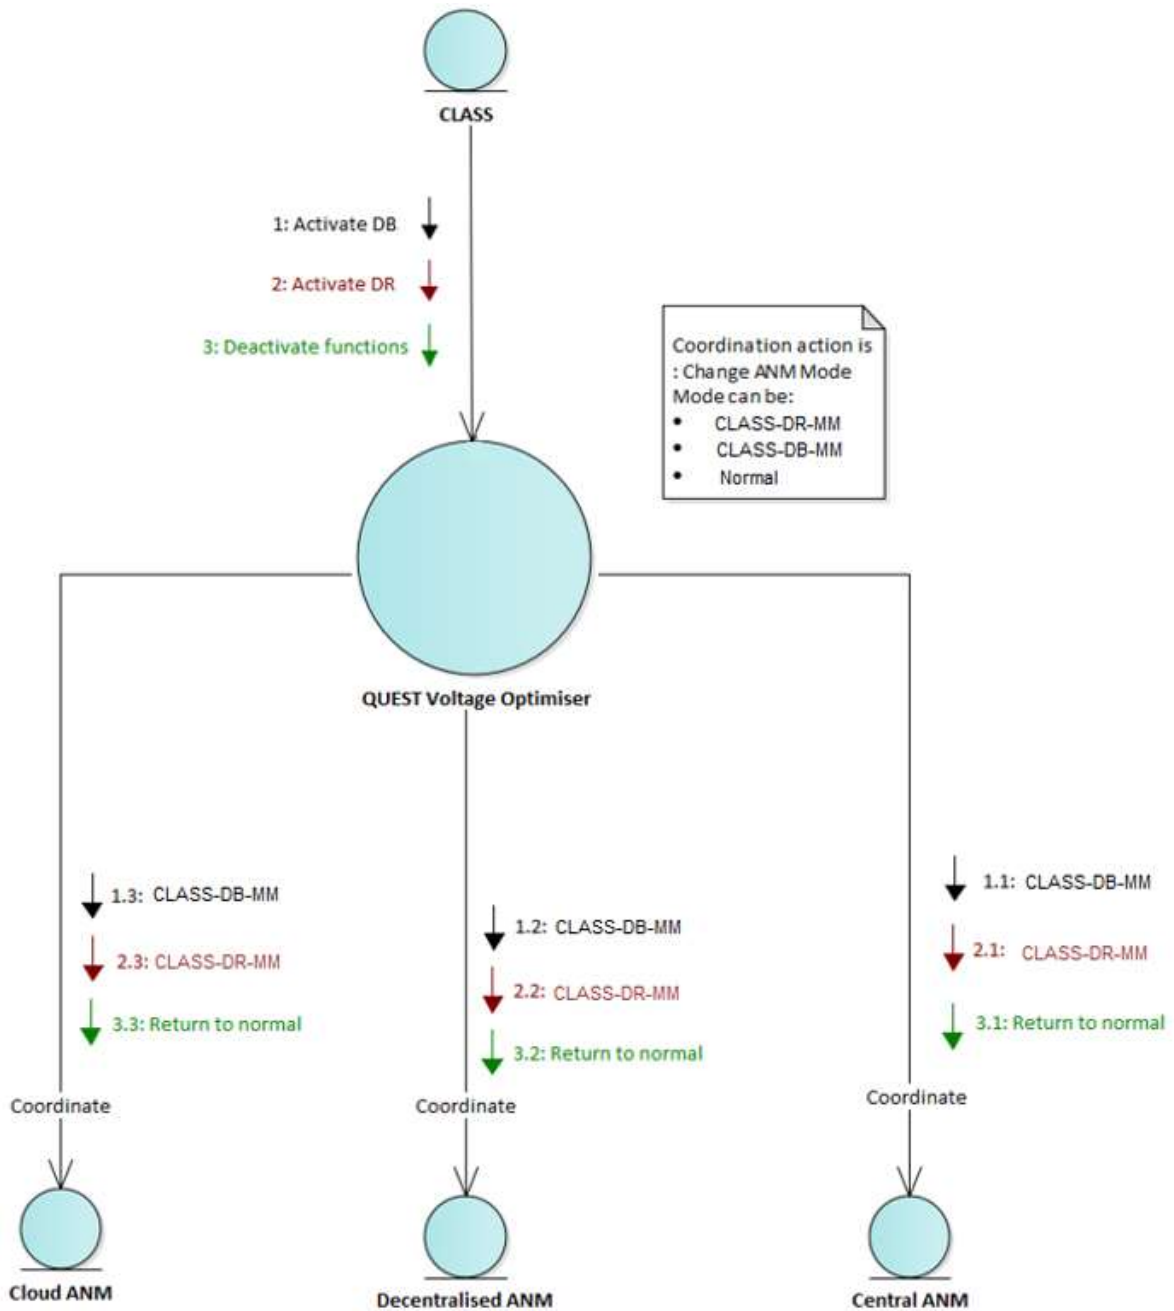 CLASS
1: Activate DB
2: Activate DR
3: Deactivate functions
Coordination action is
: Change ANM Mode
Mode can be:
• CLASS-DR-MM
• CLASS-DB-MM
• Normal
QUEST Voltage Optimiser
1.3: CLASS-DB-MM
2.3: CLASS-DR-MM
3.3: Return to normal
Coordinate
Cloud ANM
1.2: CLASS-DB-MM
2.2: CLASS-DR-MM
3.2: Return to normal
Coordinate
Decentralised ANM
1.1: CLASS-DB-MM
2.1: CLASS-DR-MM
3.1: Return to normal
Coordinate
Central ANM